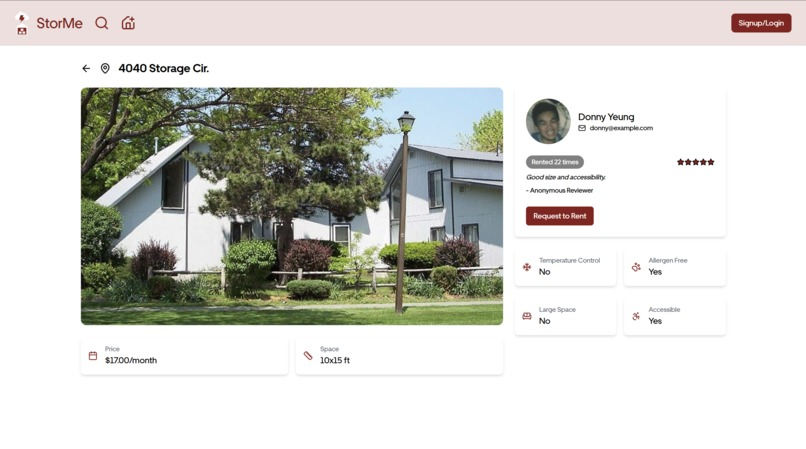 StorMe
Signup/Login
4040 Storage Cir.
Donny Yeung
donny@example.com
Rented 22 times
Good size and accessibility.
- Anonymous Reviewer
Request to Rent
Temperature Control
No
Allergen Free
Yes
Large Space
No
Accessible
Yes
Price
$17.00/month
Space
10x15 ft